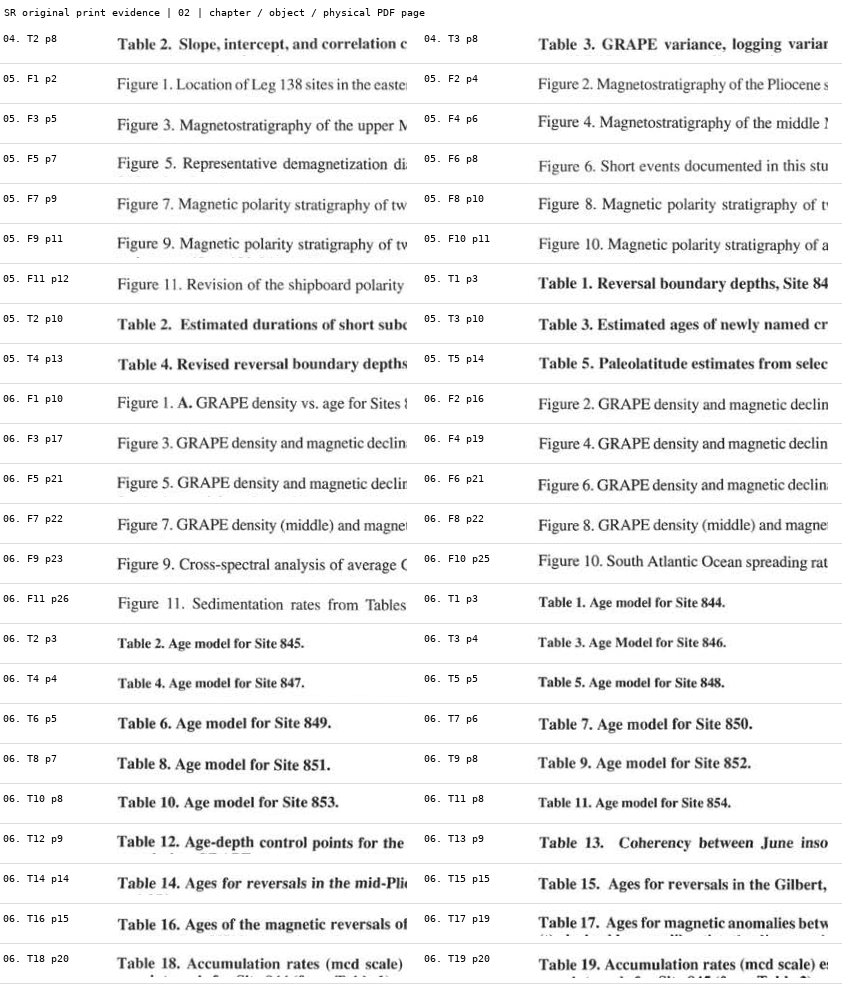 SR original print evidence | 02 | chapter / object / physical PDF page
04. T2 p8 Table 2. Slope, intercept, and correlation c
04. T3 p8 Table 3. GRAPE variance, logging varian
05. F1 p2 Figure 1. Location of Leg 138 sites in the easte
05. F2 p4 Figure 2. Magnetostratigraphy of the Pliocene s
05. F3 p5 Figure 3. Magnetostratigraphy of the upper M
05. F4 p6 Figure 4. Magnetostratigraphy of the middle
05. F5 p7 Figure 5. Representative demagnetization di
05. F6 p8 Figure 6. Short events documented in this stu
05. F7 p9 Figure 7. Magnetic polarity stratigraphy of tw
05. F8 p10 Figure 8. Magnetic polarity stratigraphy of t
05. F9 p11 Figure 9. Magnetic polarity stratigraphy of tw
05. F10 p11 Figure 10. Magnetic polarity stratigraphy of a
05. F11 p12 Figure 11. Revision of the shipboard polarity
05. T1 p3 Table 1. Reversal boundary depths, Site 84
05. T2 p10 Table 2. Estimated durations of short subc
05. T3 p10 Table 3. Estimated ages of newly named cr
05. T4 p13 Table 4. Revised reversal boundary depths
05. T5 p14 Table 5. Paleolatitude estimates from selec
06. F1 p10 Figure 1. A. GRAPE density vs. age for Sites
06. F2 p16 Figure 2. GRAPE density and magnetic declin
06. F3 p17 Figure 3. GRAPE density and magnetic declin
06. F4 p19 Figure 4. GRAPE density and magnetic declin
06. F5 p21 Figure 5. GRAPE density and magnetic declin
06. F6 p21 Figure 6. GRAPE density and magnetic declin
06. F7 p22 Figure 7. GRAPE density (middle) and magne
06. F8 p22 Figure 8. GRAPE density (middle) and magne
06. F9 p23 Figure 9. Cross-spectral analysis of average
06. F10 p25 Figure 10. South Atlantic Ocean spreading rat
06. F11 p26 Figure 11. Sedimentation rates from Tables
06. T1 p3 Table 1. Age model for Site 844.
06. T2 p3 Table 2. Age model for Site 845.
06. T3 p4 Table 3. Age Model for Site 846.
06. T4 p4 Table 4. Age model for Site 847.
06. T5 p5 Table 5. Age model for Site 848.
06. T6 p5 Table 6. Age model for Site 849.
06. T7 p6 Table 7. Age model for Site 850.
06. T8 p7 Table 8. Age model for Site 851.
06. T9 p8 Table 9. Age model for Site 852.
06. T10 p8 Table 10. Age model for Site 853.
06. T11 p8 Table 11. Age model for Site 854.
06. T12 p9 Table 12. Age-depth control points for the
06. T13 p9 Table 13. Coherency between June inso
06. T14 p14 Table 14. Ages for reversals in the mid-Plio
06. T15 p15 Table 15. Ages for reversals in the Gilbert,
06. T16 p15 Table 16. Ages of the magnetic reversals of
06. T17 p19 Table 17. Ages for magnetic anomalies betw
06. T18 p20 Table 18. Accumulation rates (mcd scale)
06. T19 p20 Table 19. Accumulation rates (mcd scale) e